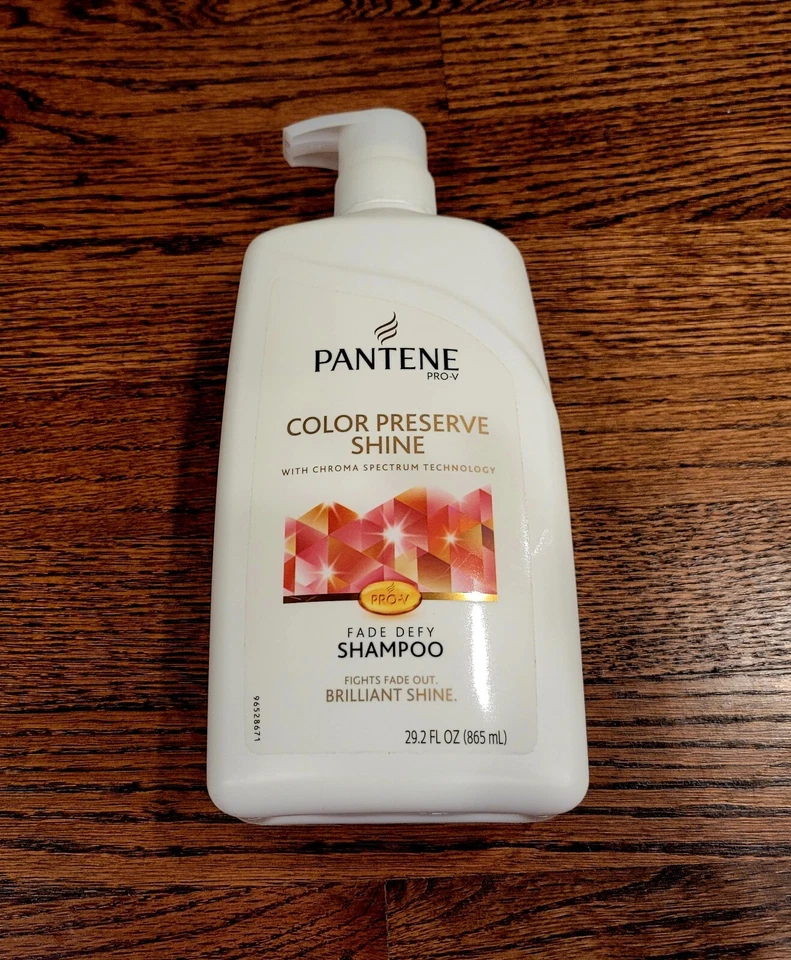 PANTENE
PRO-V
COLOR PRESERVE
SHINE
WITH CHROMA SPECTRUM TECHNOLOGY
PRO-V
FADE DEFY
SHAMPOO
FIGHTS FADE OUT.
BRILLIANT SHINE.
96528671
29.2 FL OZ (865 mL)